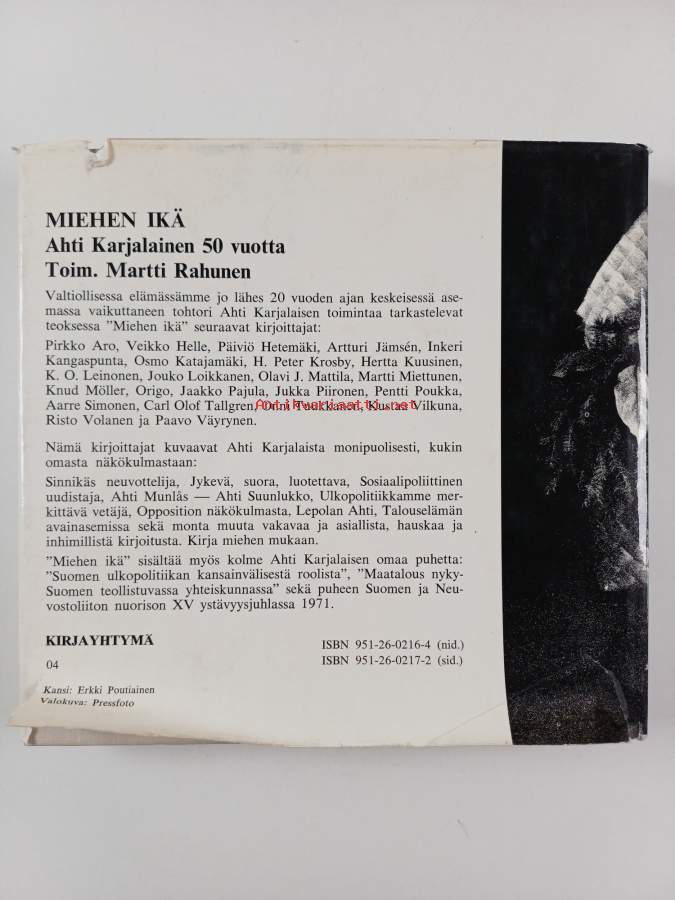 MIEHEN IKÄ
Ahti Karjalainen 50 vuotta
Toim. Martti Rahunen
Valtiollisessa elämässämme jo lähes 20 vuoden ajan keskeisessä ase-
massa vaikuttaneen tohtori Ahti Karjalaisen toimintaa tarkastelevat
teoksessa ”Miehen ikä” seuraavat kirjoittajat:
Pirkko Aro, Veikko Helle, Päiviö Hetemäki, Artturi Jämsén, Inkeri
Kangaspunta, Osmo Katajamäki, H. Peter Krosby, Hertta Kuusinen,
K. O. Leinonen, Jouko Loikkanen, Olavi J. Mattila, Martti Miettunen,
Knud Möller, Origo, Jaakko Pajula, Jukka Piironen, Pentti Poukka,
Aarre Simonen, Carl Olof Tallgren, Onni Tuukkanen, Kustaa Vilkuna,
Antikvariaatti.net
Risto Volanen ja Paavo Väyrynen.
Nämä kirjoittajat kuvaavat Ahti Karjalaista monipuolisesti, kukin
omasta näkökulmastaan:
Sinnikäs neuvottelija, Jykevä, suora, luotettava, Sosiaalipoliittinen
uudistaja, Ahti Munlås — Ahti Suunlukko, Ulkopolitiikkamme mer-
kittävä vetäjä, Opposition näkökulmasta, Lepolan Ahti, Talouselämän
avainasemissa sekä monta muuta vakavaa ja asiallista, hauskaa ja
inhimillistä kirjoitusta. Kirja miehen mukaan.
”Miehen ikä” sisältää myös kolme Ahti Karjalaisen omaa puhetta:
”Suomen ulkopolitiikan kansainvälisestä roolista”, ”Maatalous nyky-
Suomen teollistuvassa yhteiskunnassa” sekä puheen Suomen ja Neu-
vostoliiton nuorison XV ystävyysjuhlassa 1971.
KIRJAYHTYMÄ
ISBN 951-26-0216-4 (nid.)
04
ISBN 951-26-0217-2 (sid.)
Kansi: Erkki Poutiainen
Valokuva: Pressfoto